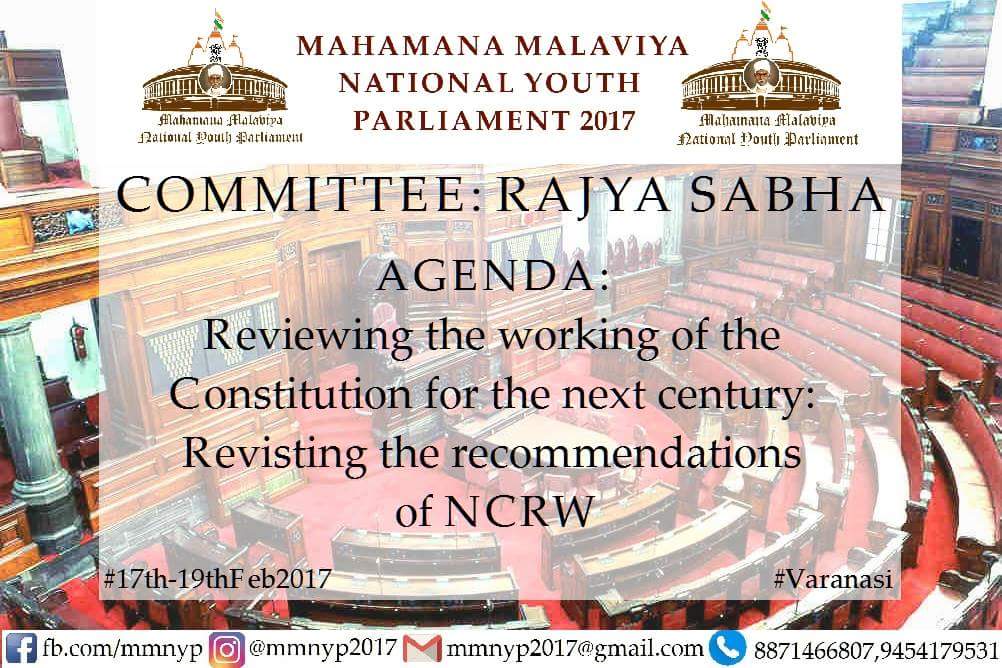 MAHAMANA MALAVIYA
NATIONAL YOUTH
PARLIAMENT 2017
Mahamana Malaviya
National Youth Parliament
Mahamana Malaviya
National Youth Parliament
COMMITTEE: RAJYA SABHA
AGENDA:
Reviewing the working of the
Constitution for the next century:
Revisting the recommendations
of NCRW
#17th-19thFeb2017
#Varanasi
fb.com/mmnyp
@mmnyp2017
mmnyp2017@gmail.com
8871466807,9454179531